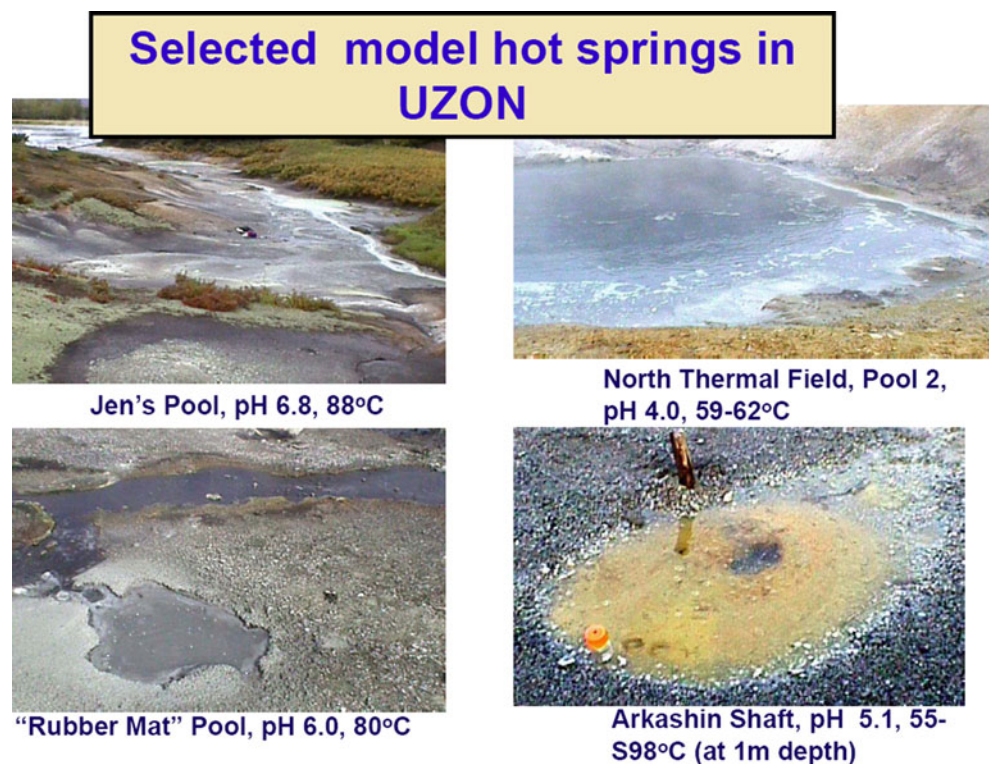 Selected model hot springs in
UZON
Jen's Pool, pH 6.8, 88ºC
North Thermal Field, Pool 2,
pH 4.0, 59-62ºC
“Rubber Mat” Pool, pH 6.0, 80ºC
Arkashin Shaft, pH 5.1, 55-
S98ºC (at 1m depth)